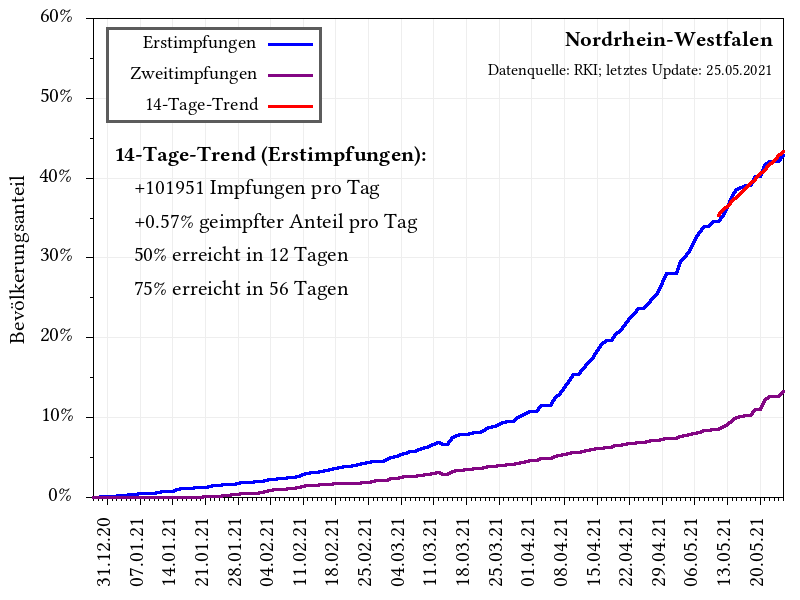 60%
50%
40%
30%
20%
10%
0%
Bevölkerungsanteil
Erstimpfungen
Zweitimpfungen
14-Tage-Trend
Nordrhein-Westfalen
Datenquelle: RKI; letztes Update: 25.05.2021
14-Tage-Trend (Erstimpfungen):
+101951 Impfungen pro Tag
+0.57% geimpfter Anteil pro Tag
50% erreicht in 12 Tagen
75% erreicht in 56 Tagen
31.12.20
07.01.21
14.01.21
21.01.21
28.01.21
04.02.21
11.02.21
18.02.21
25.02.21
04.03.21
11.03.21
18.03.21
25.03.21
01.04.21
08.04.21
15.04.21
22.04.21
29.04.21
06.05.21
13.05.21
20.05.21